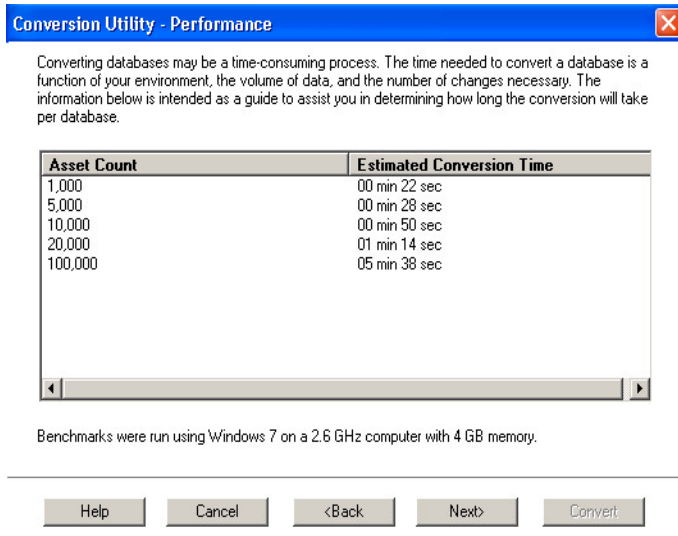 Conversion Utility - Performance
Converting databases may be a time-consuming process. The time needed to convert a database is a
function of your environment, the volume of data, and the number of changes necessary. The
information below is intended as a guide to assist you in determining how long the conversion will take
per database.
Asset Count Estimated Conversion Time
1,000 00 min 22 sec
5,000 00 min 28 sec
10,000 00 min 50 sec
20,000 01 min 14 sec
100,000 05 min 38 sec
Benchmarks were run using Windows 7 on a 2.6 GHz computer with 4 GB memory.
Help Cancel <Back Next> Convert